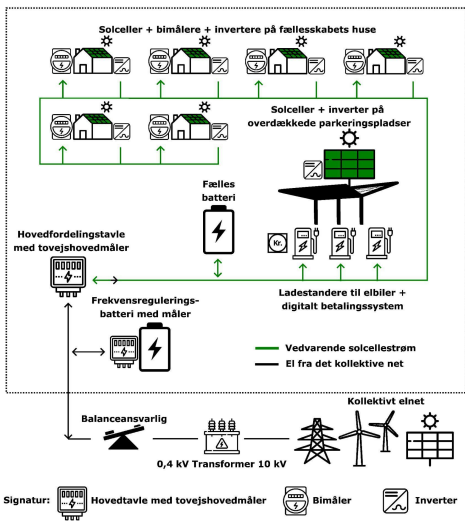 Solceller + bimålere + invertere på fællesskabets huse
Solceller + inverter på
overdækkede parkeringspladser
Fælles
batteri
Kr.
Hovedfordelingstavle
med tovejshovedmåler
Ladestandere til elbiler +
digitalt betalingssystem
Frekvensregulerings-
batteri med måler
Vedvarende solcellestrøm
El fra det kollektive net
Kollektivt elnet
Balanceansvarlig
0,4 kV Transformer 10 kV
Signatur: Hovedtavle med tovejshovedmåler Bimåler Inverter